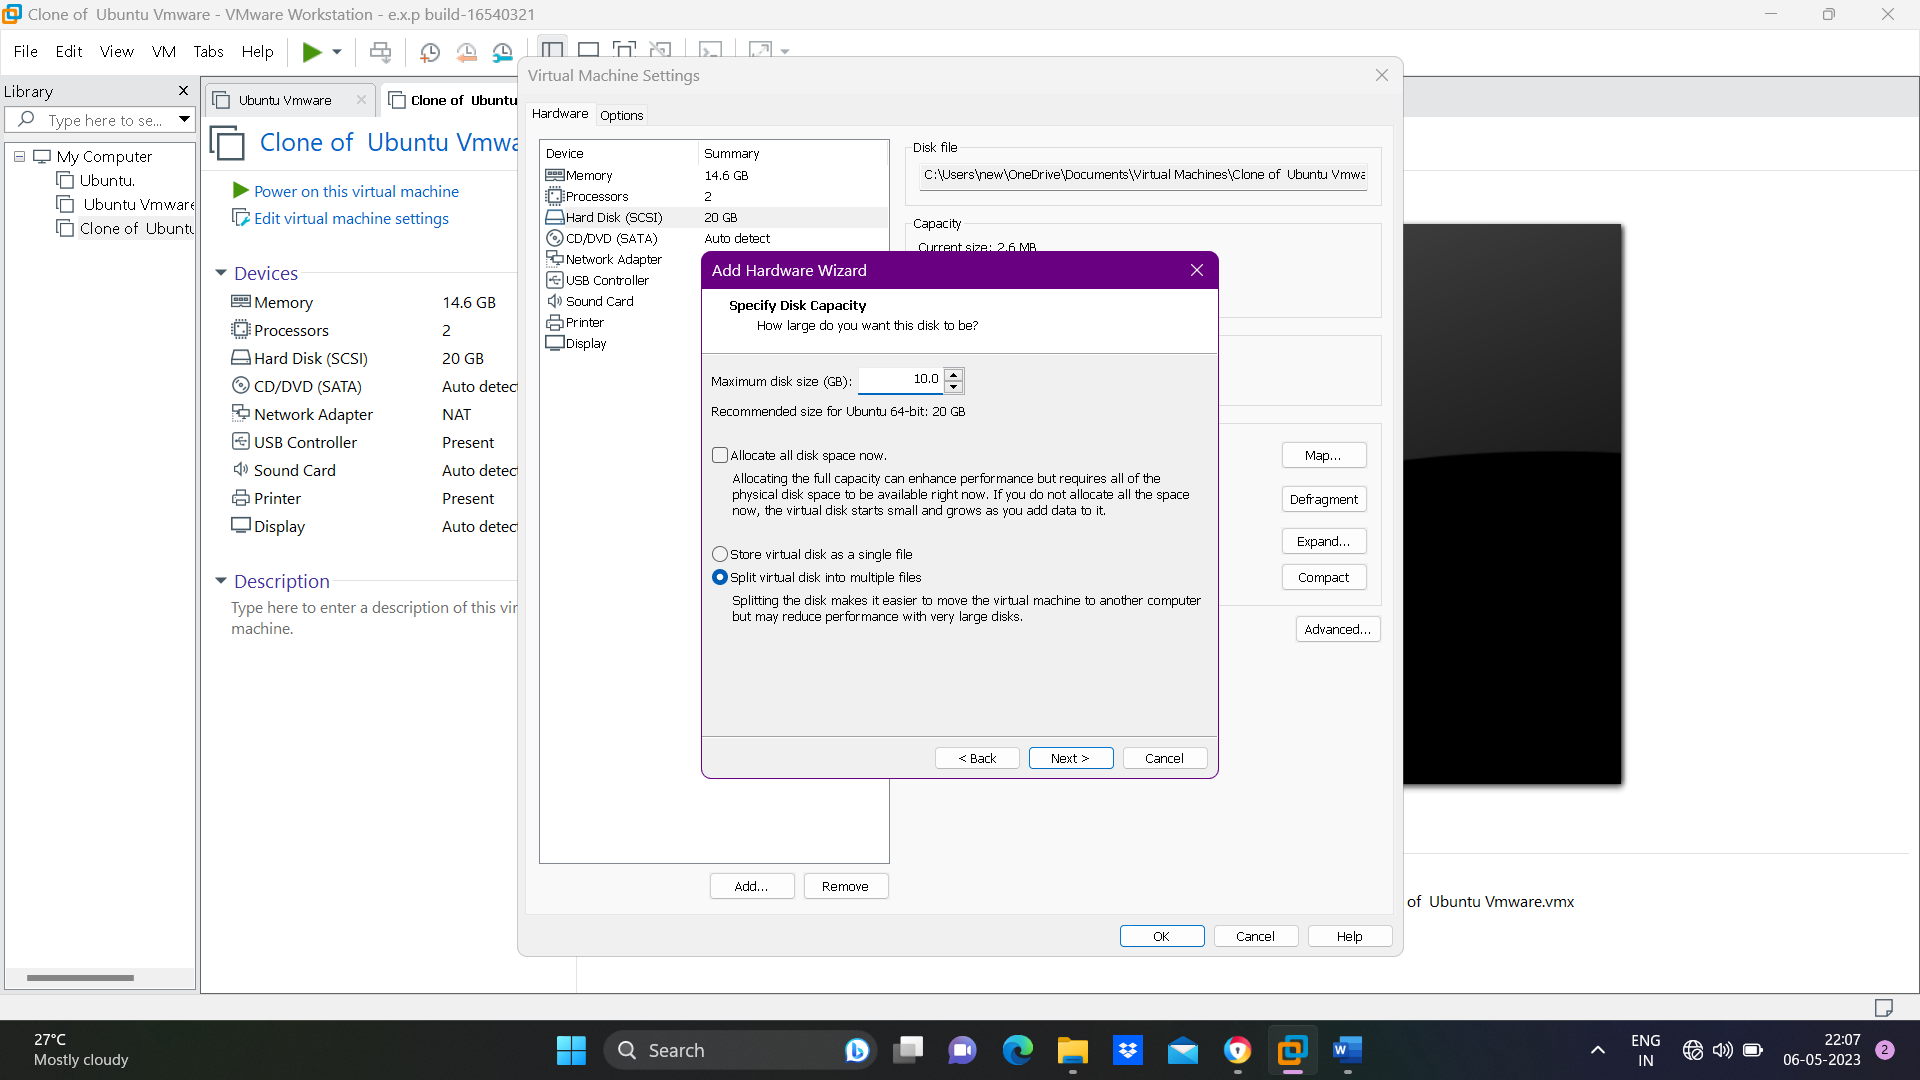 Clone of  Ubuntu Vmware - VMware Workstation - e.x.p build-16540321
File Edit View VM Tabs Help
Library
Type here to se...
My Computer
Ubuntu.
Ubuntu Vmware
Clone of Ubuntu
Ubuntu Vmware
Clone of Ubuntu
Clone of Ubuntu Vmwa
Power on this virtual machine
Edit virtual machine settings
Devices
Memory 14.6 GB
Processors 2
Hard Disk (SCSI) 20 GB
CD/DVD (SATA) Auto detect
Network Adapter NAT
USB Controller Present
Sound Card Auto detect
Printer Present
Display Auto detect
Description
Type here to enter a description of this vir
machine.
Virtual Machine Settings
Hardware Options
Device Summary
Memory 14.6 GB
Processors 2
Hard Disk (SCSI) 20 GB
CD/DVD (SATA) Auto detect
Network Adapter
USB Controller
Sound Card
Printer
Display
Add... Remove
Disk file
C:\Users\new\OneDrive\Documents\Virtual Machines\Clone of Ubuntu Vmwa
Capacity
Current size: 2.6 MB
Map...
Defragment
Expand...
Compact
Advanced...
OK Cancel Help
Add Hardware Wizard
Specify Disk Capacity
How large do you want this disk to be?
Maximum disk size (GB): 10.0
Recommended size for Ubuntu 64-bit: 20 GB
Allocate all disk space now.
Allocating the full capacity can enhance performance but requires all of the
physical disk space to be available right now. If you do not allocate all the space
now, the virtual disk starts small and grows as you add data to it.
Store virtual disk as a single file
Split virtual disk into multiple files
Splitting the disk makes it easier to move the virtual machine to another computer
but may reduce performance with very large disks.
< Back Next > Cancel
of Ubuntu Vmware.vmx
27°C
Mostly cloudy
Search
ENG
IN
22:07
06-05-2023
2